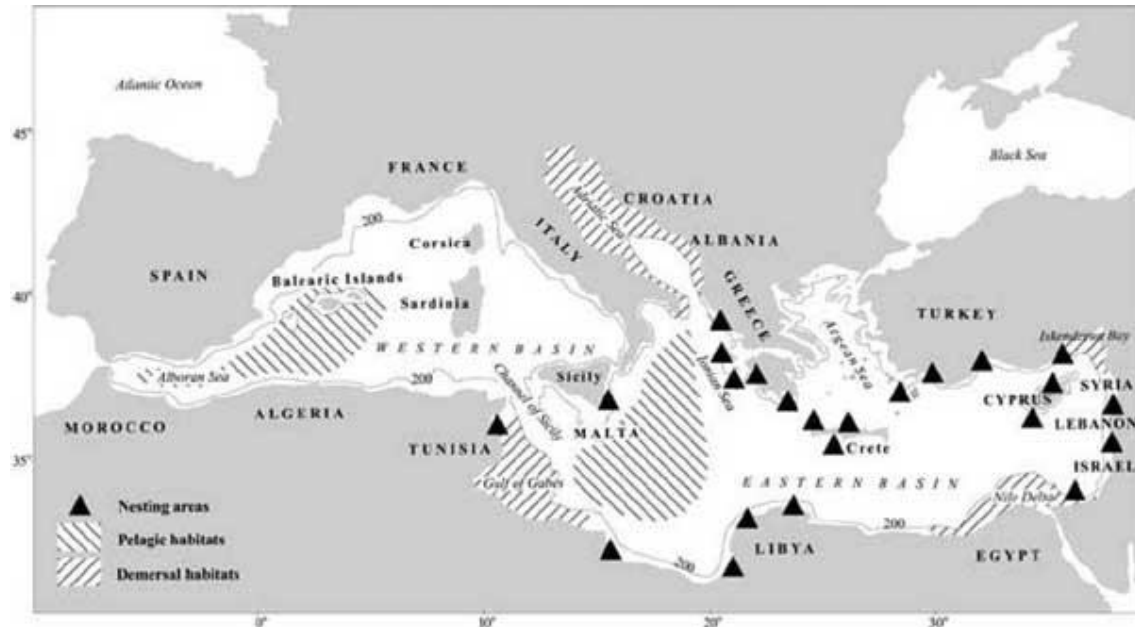 Atlantic Ocean
45°
Black Sea
FRANCE
CROATIA
Adriatic Sea
200
ITALY
ALBANIA
Corsica
SPAIN
Balearic Islands
GREECE
40°
Sardinia
TURKEY
Iskenderun Bay
Aegean Sea
WESTERN BASIN
Ionian Sea
Alboran Sea
200
Sicily
Channel of Sicily
SYRIA
CYPRUS
ALGERIA
MOROCCO
MALTA
LEBANON
TUNISIA
Crete
35°
ISRAEL
Gulf of Gabès
EASTERN BASIN
Nile Delta
Nesting areas
200
Pelagic habitats
LIBYA
EGYPT
200
Demersal habitats
0°
10°
20°
30°